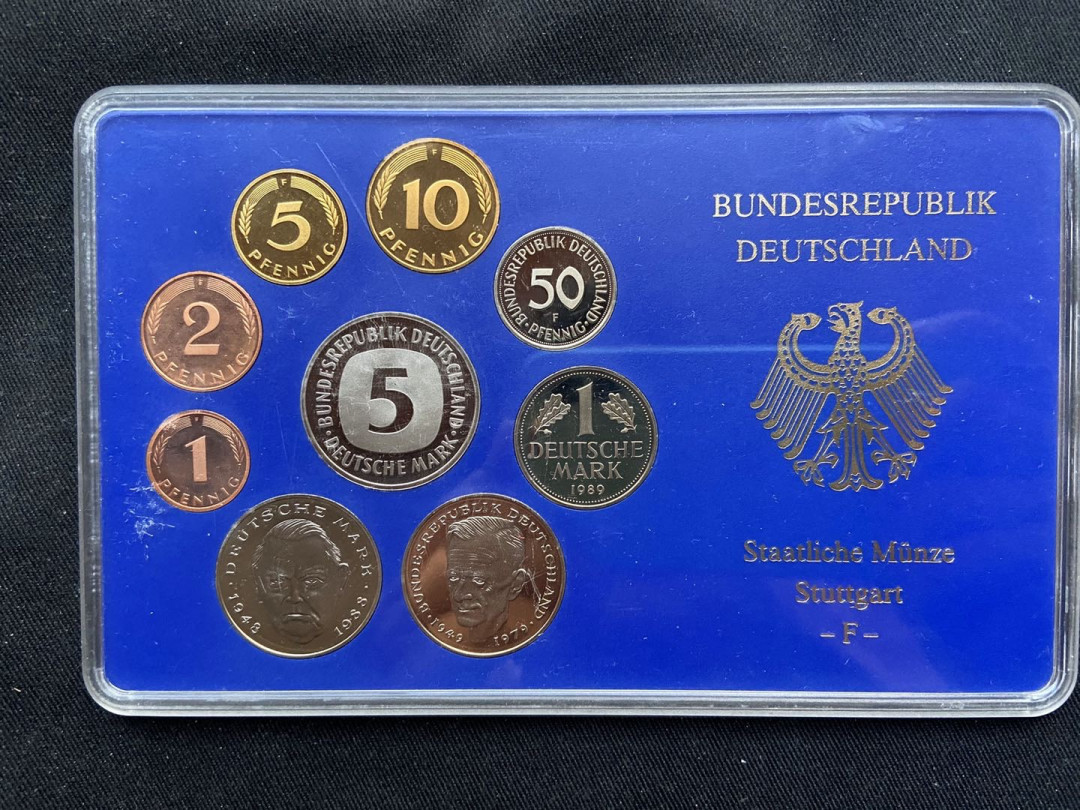 F
10
PFENNIG
F
5
PFENNIG
BUNDESREPUBLIK DEUTSCHLAND
50
F
PFENNIG
F
2
PFENNIG
BUNDESREPUBLIK DEUTSCHLAND
5
DEUTSCHE MARK
1
DEUTSCHE
MARK
1989
F
1
PFENNIG
DEUTSCHE MARK
1948 1988
BUNDESREPUBLIK DEUTSCHLAND
1949 1979
BUNDESREPUBLIK
DEUTSCHLAND
Staatliche Münze
Stuttgart
– F –